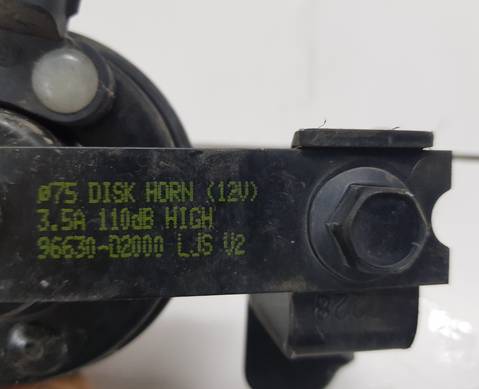 ø75 DISK HORN (12V)
3.5A 110dB HIGH
96630-D2000 LJS V2